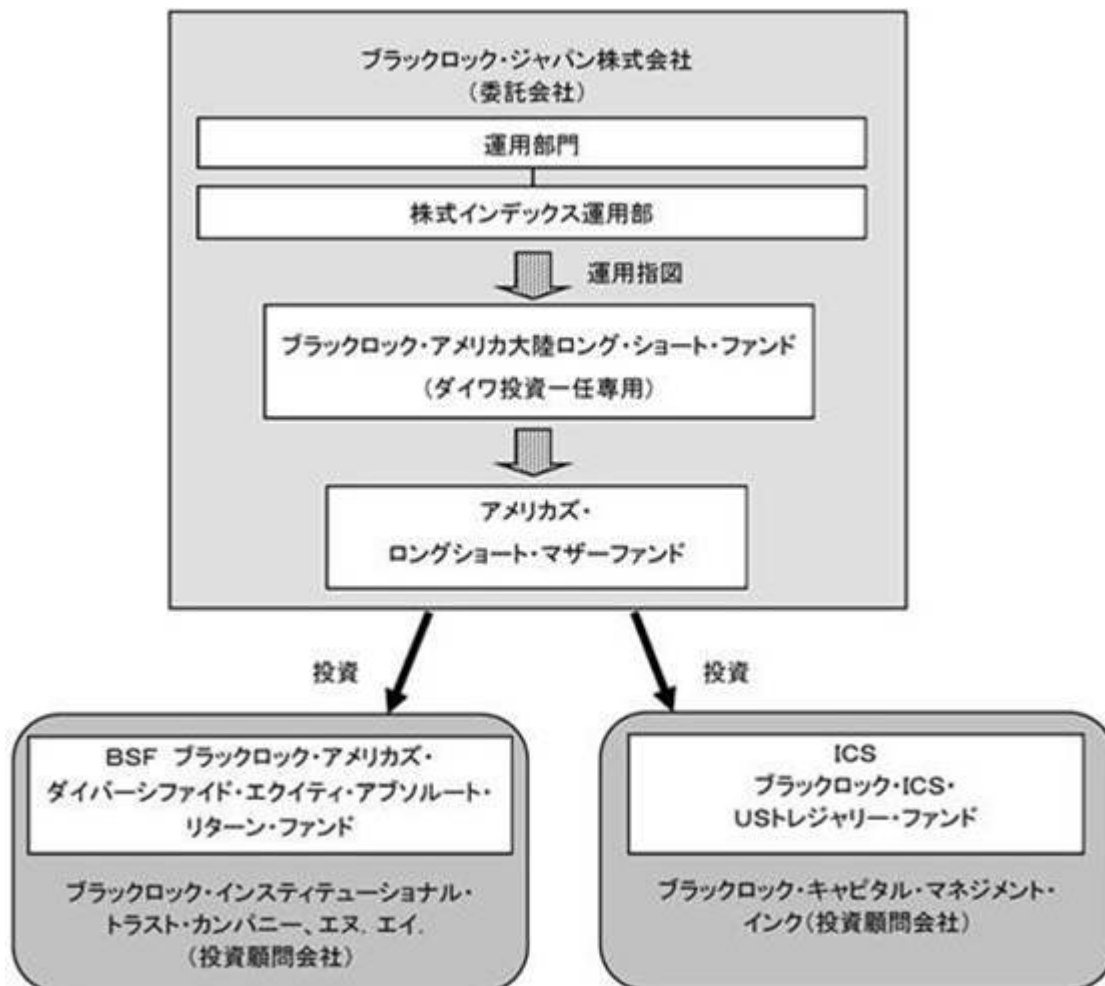 ブラックロック・ジャパン株式会社
（委託会社）
運用部門
株式インデックス運用部
運用指図
ブラックロック・アメリカ大陸ロング・ショート・ファンド
（ダイワ投資一任専用）
アメリカズ・
ロングショート・マザーファンド
投資
投資
ＢＳＦ　ブラックロック・アメリカズ・
ダイバーシファイド・エクイティ・アブソルート・
リターン・ファンド
ブラックロック・インスティテューショナル・
トラスト・カンパニー、エヌ．エイ．
（投資顧問会社）
ＩＣＳ
ブラックロック・ＩＣＳ・
ＵＳトレジャリー・ファンド
ブラックロック・キャピタル・マネジメント・
インク（投資顧問会社）